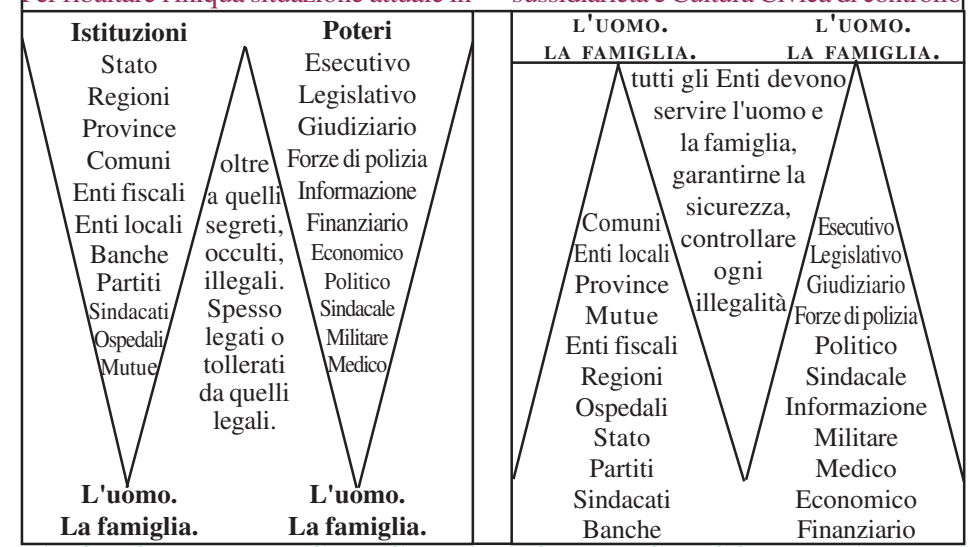 Per ribaltare l'iniqua situazione attuale in
sussidiarietà e Cultura Civica di controllo
Istituzioni
Stato
Regioni
Province
Comuni
Enti fiscali
Enti locali
Banche
Partiti
Sindacati
Ospedali
Mutue
L'uomo.
La famiglia.
oltre
a quelli
segreti,
occulti,
illegali.
Spesso
legati o
tollerati
da quelli
legali.
Poteri
Esecutivo
Legislativo
Giudiziario
Forze di polizia
Informazione
Finanziario
Economico
Politico
Sindacale
Militare
Medico
L'uomo.
La famiglia.
L'UOMO.
LA FAMIGLIA.
Comuni
Enti locali
Province
Mutue
Enti fiscali
Regioni
Ospedali
Stato
Partiti
Sindacati
Banche
tutti gli Enti devono
servire l'uomo e
la famiglia,
garantirne la
sicurezza,
controllare
ogni
illegalità
L'UOMO.
LA FAMIGLIA.
Esecutivo
Legislativo
Giudiziario
Forze di polizia
Politico
Sindacale
Informazione
Militare
Medico
Economico
Finanziario